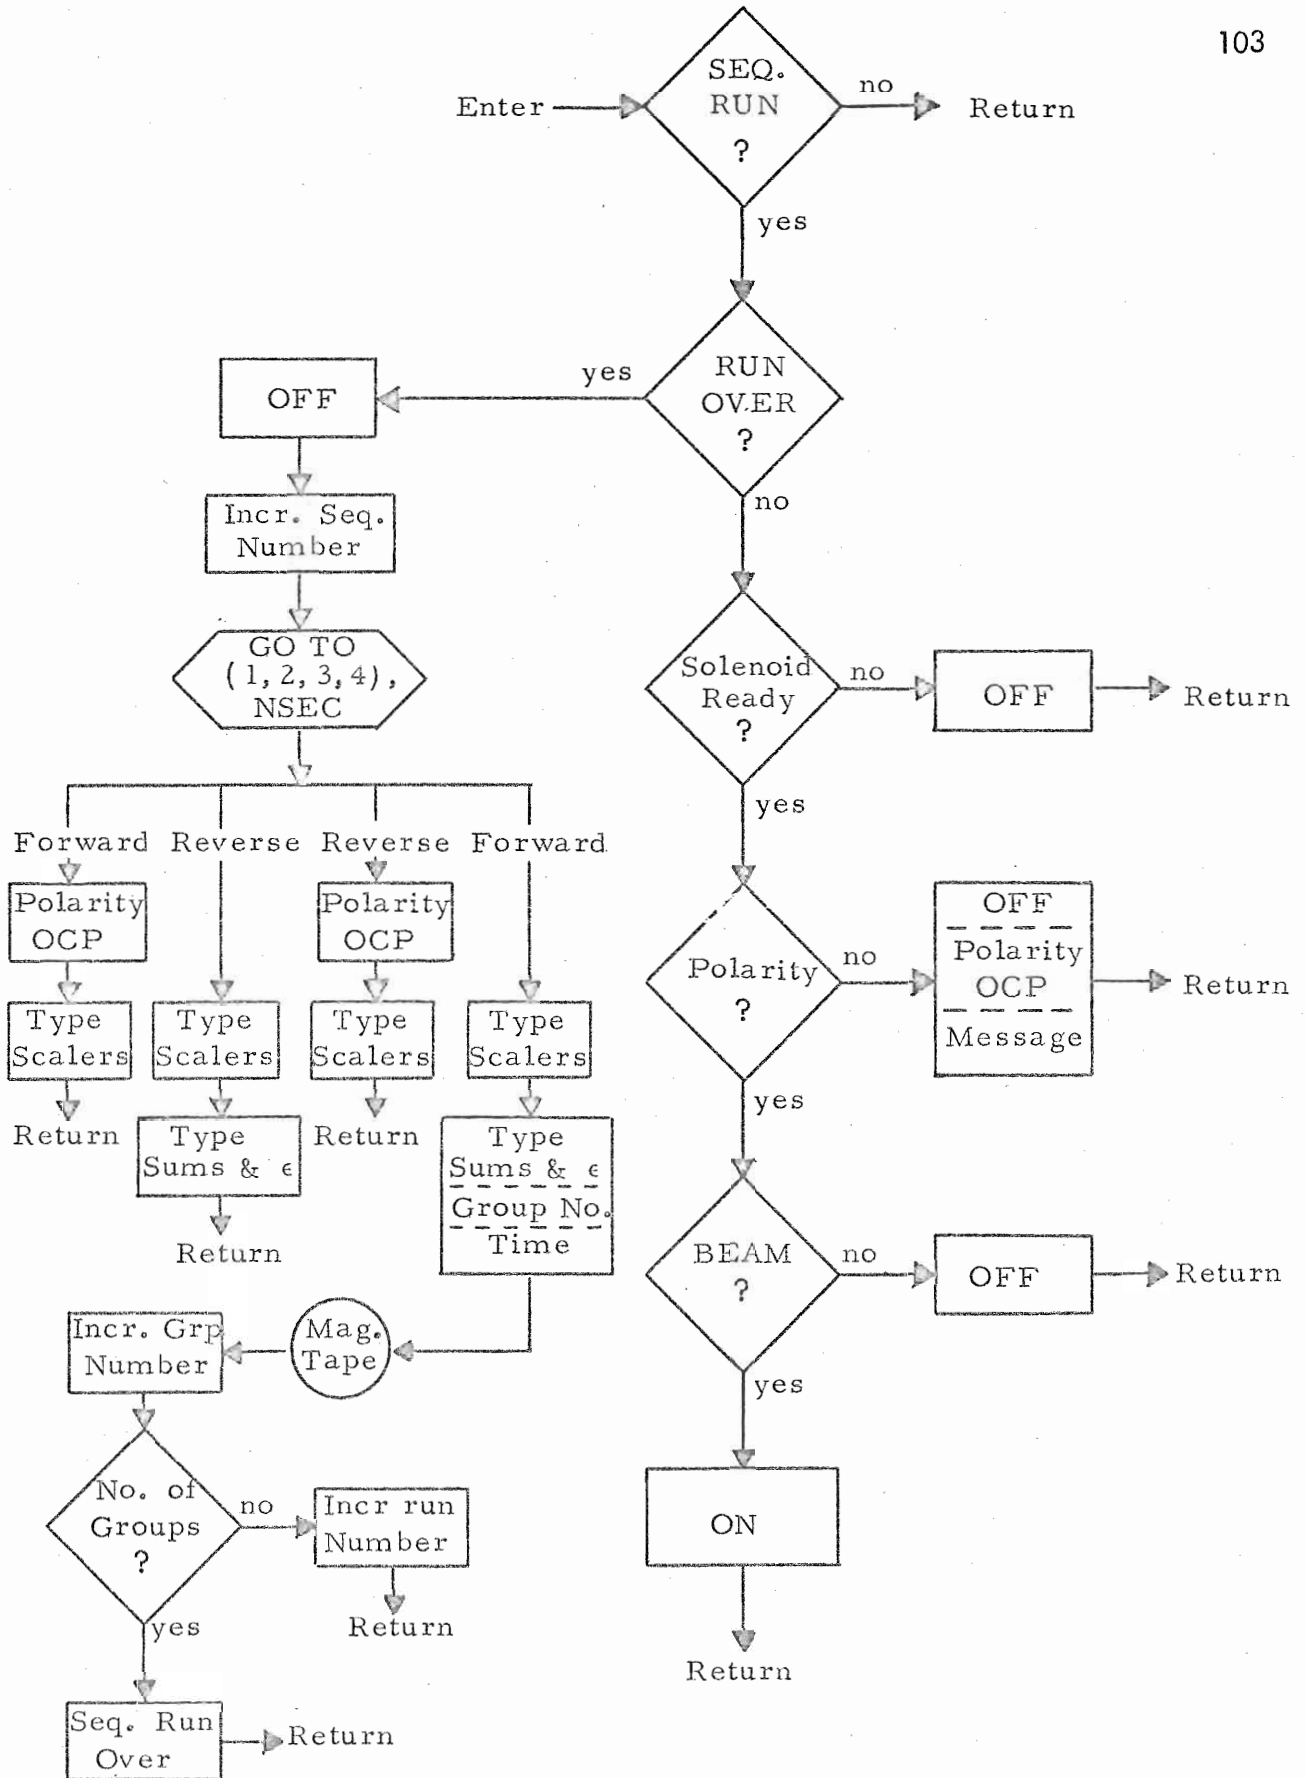 103
Enter
SEQ.
RUN
?
no
Return
yes
RUN
OVER
?
yes
OFF
Incr. Seq.
Number
GO TO
(1, 2, 3, 4),
NSEC
no
Solenoid
Ready
?
no
OFF
Return
yes
Forward
Reverse
Reverse
Forward
Polarity
OCP
Polarity
OCP
Type
Scalers
Type
Scalers
Type
Scalers
Type
Scalers
Return
Type
Sums & ϵ
Return
Return
Type
Sums & ϵ
Group No.
Time
Polarity
?
no
OFF
Polarity
OCP
Message
Return
yes
BEAM
?
no
OFF
Return
yes
ON
Return
Mag.
Tape
Incr. Grp
Number
No. of
Groups
?
no
Incr run
Number
Return
yes
Seq. Run
Over
Return